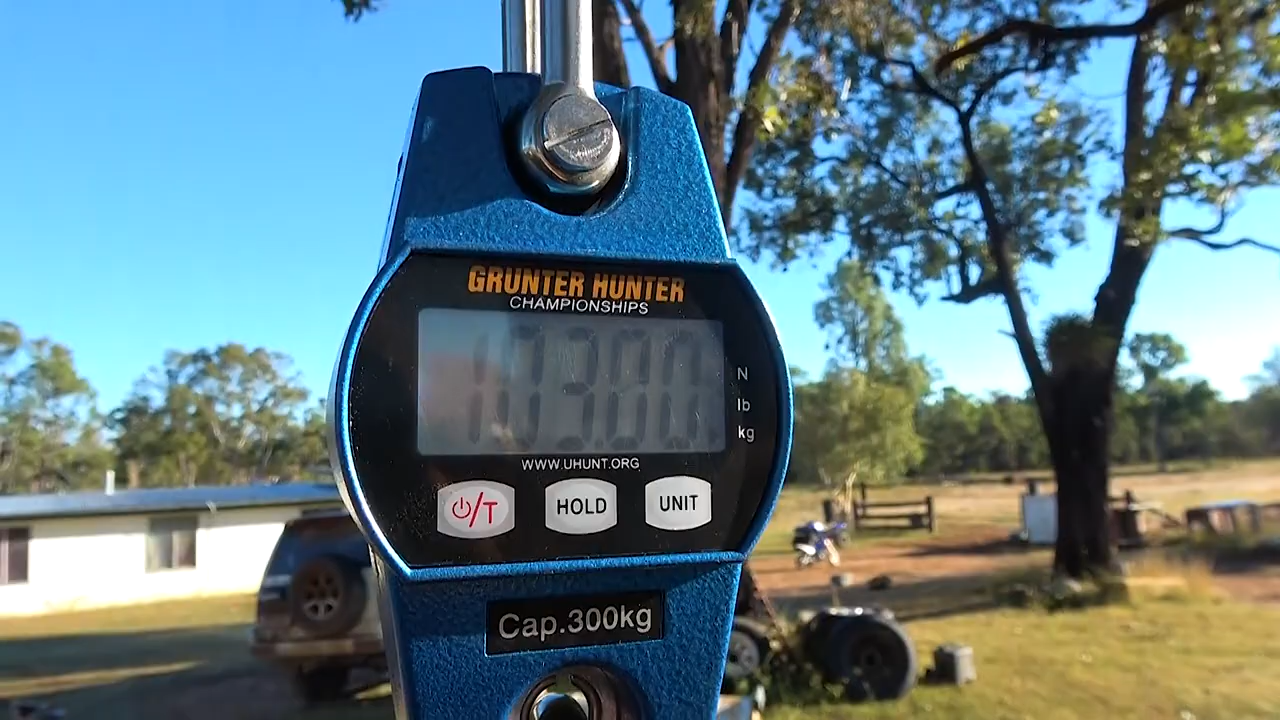 GRUNTER HUNTER
CHAMPIONSHIPS
103.00
N
lb
kg
WWW.UHUNT.ORG
⏻/T
HOLD
UNIT
Cap.300kg